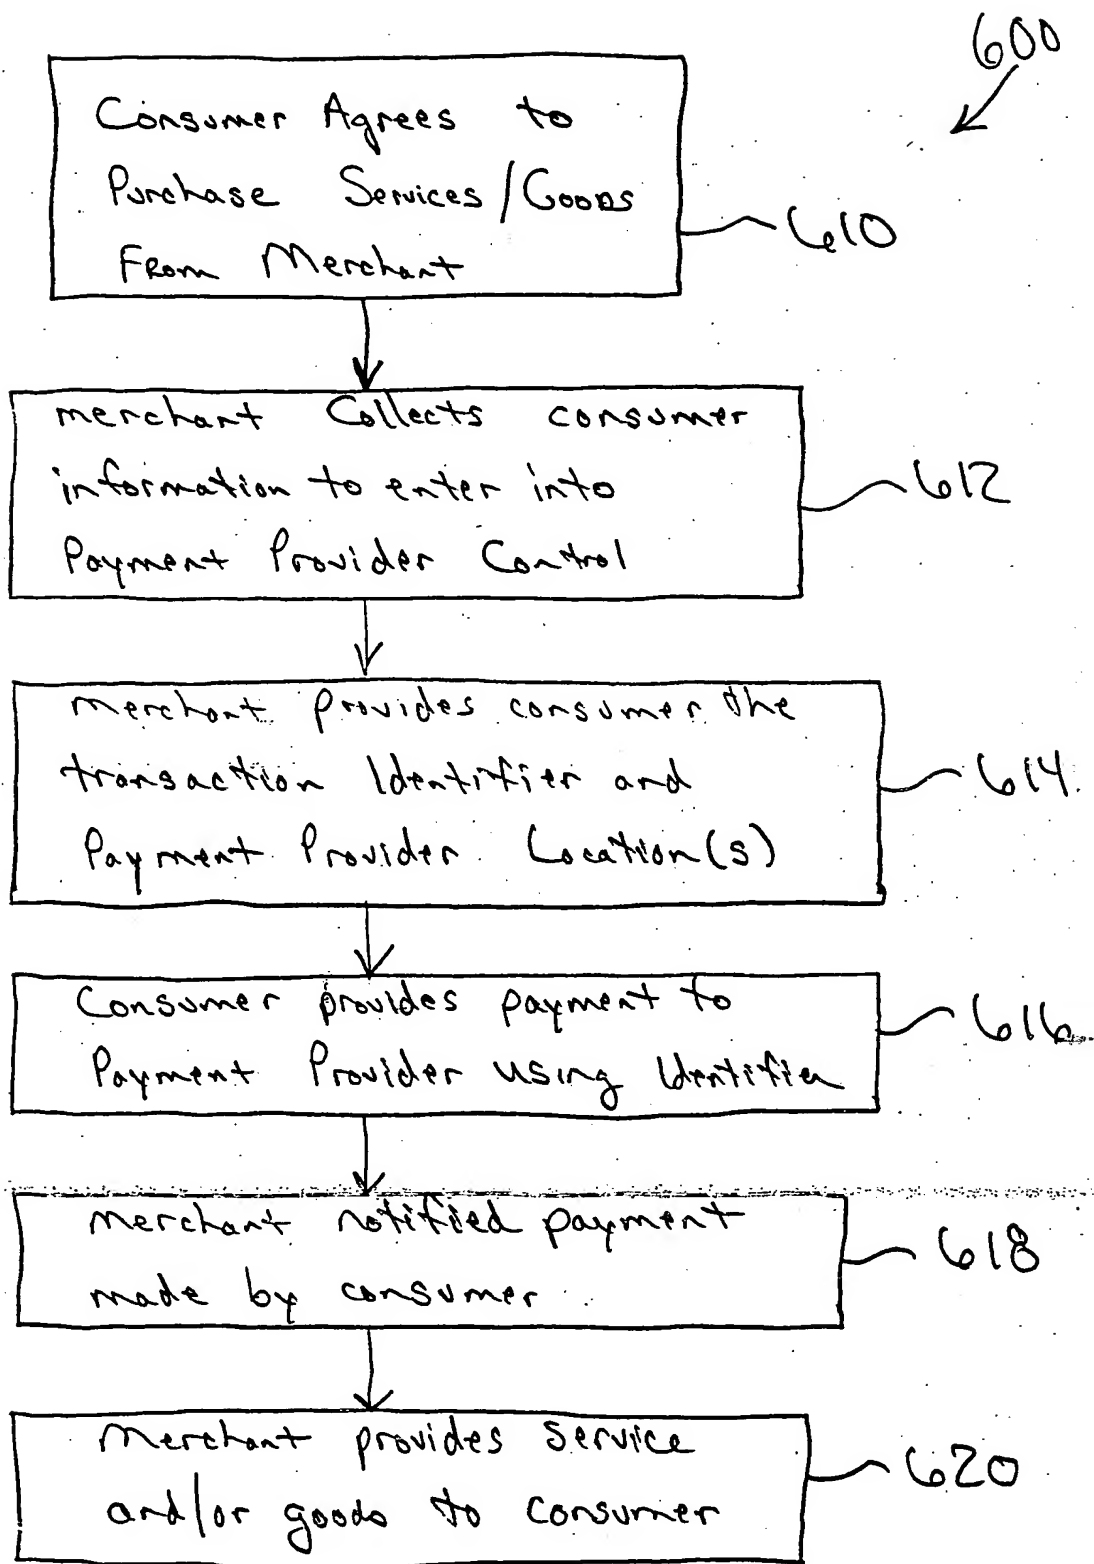 600
Consumer Agrees to
Purchase Services/Goods
From Merchant
610
merchant Collects consumer
information to enter into
Payment Provider Control
612
merchant provides consumer the
transaction Identifier and
Payment Provider Location(s)
614
Consumer provides payment to
Payment Provider using Identifier
616
merchant notified payment
made by consumer
618
Merchant provides service
and/or goods to consumer
620